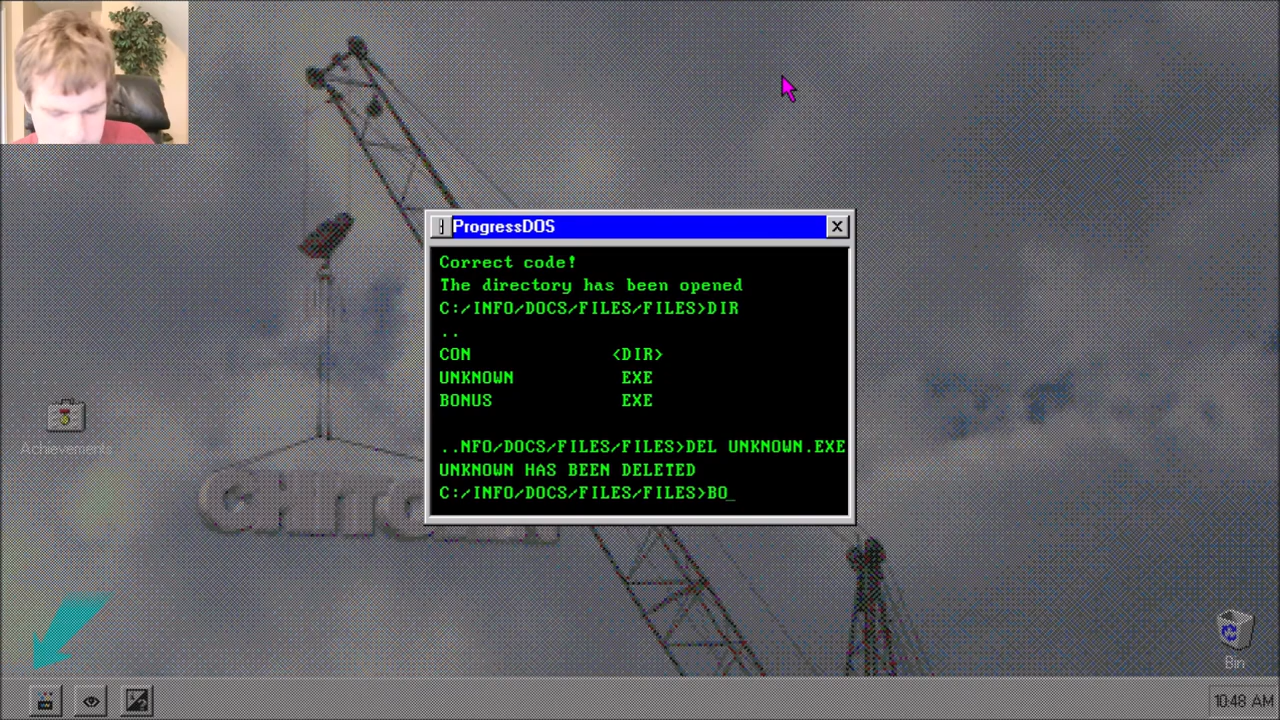 ProgressDOS
Correct code!
The directory has been opened
C:/INFO/DOCS/FILES/FILES>DIR
..
CON <DIR>
UNKNOWN EXE
BONUS EXE
..NFO/DOCS/FILES/FILES>DEL UNKNOWN.EXE
UNKNOWN HAS BEEN DELETED
C:/INFO/DOCS/FILES/FILES>BO_
Achievements
Bin
10:48 AM